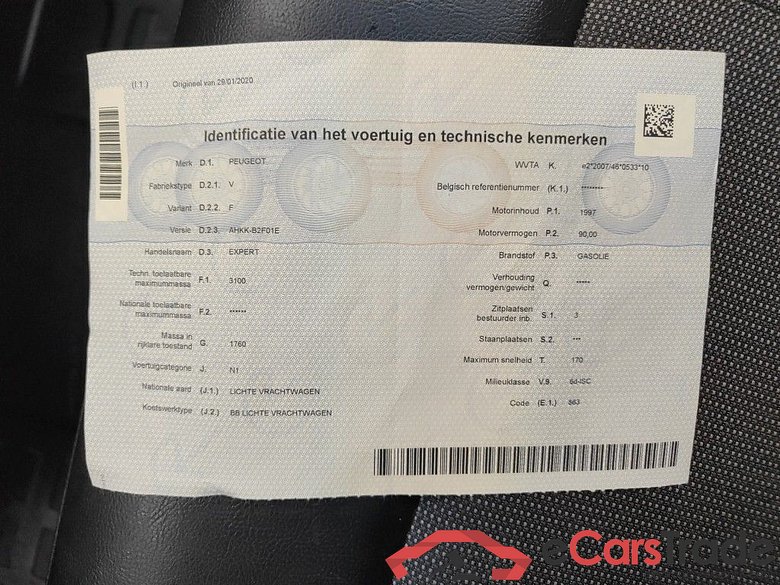 (I.1.) Origineel van 29/01/2020
Identificatie van het voertuig en technische kenmerken
Merk D.1. PEUGEOT
Fabriekstype D.2.1. V
Variant D.2.2. F
Versie D.2.3. AHKK-B2F01E
Handelsnaam D.3. EXPERT
Techn. toelaatbare
maximummassa F.1. 3100
Nationale toelaatbare
maximummassa F.2. ------
Massa in
rijklare toestand G. 1760
Voertuigcategorie J. N1
Nationale aard (J.1.) LICHTE VRACHTWAGEN
Koetswerktype (J.2.) BB LICHTE VRACHTWAGEN
WVTA K. e2*2007/46*0533*10
Belgisch referentienummer (K.1.) --------
Motorinhoud P.1. 1997
Motorvermogen P.2. 90,00
Brandstof P.3. GASOLIE
Verhouding
vermogen/gewicht Q. -----
Zitplaatsen
bestuurder inb. S.1. 3
Staanplaatsen S.2. ---
Maximum snelheid T. 170
Milieuklasse V.9. 6d-ISC
Code (E.1.) 863
eCarsTrade